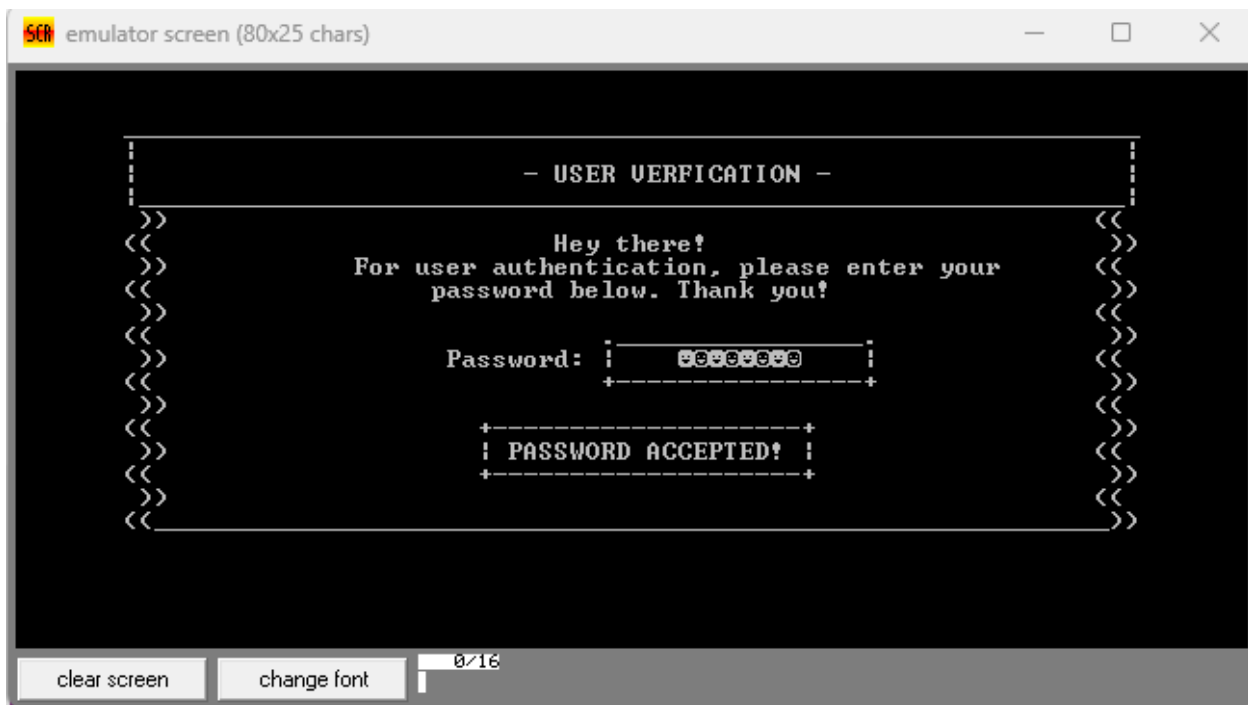 SCR emulator screen (80x25 chars)
- USER VERFICATION -
Hey there!
For user authentication, please enter your
password below. Thank you!
Password:
PASSWORD ACCEPTED!
clear screen
change font
0/16